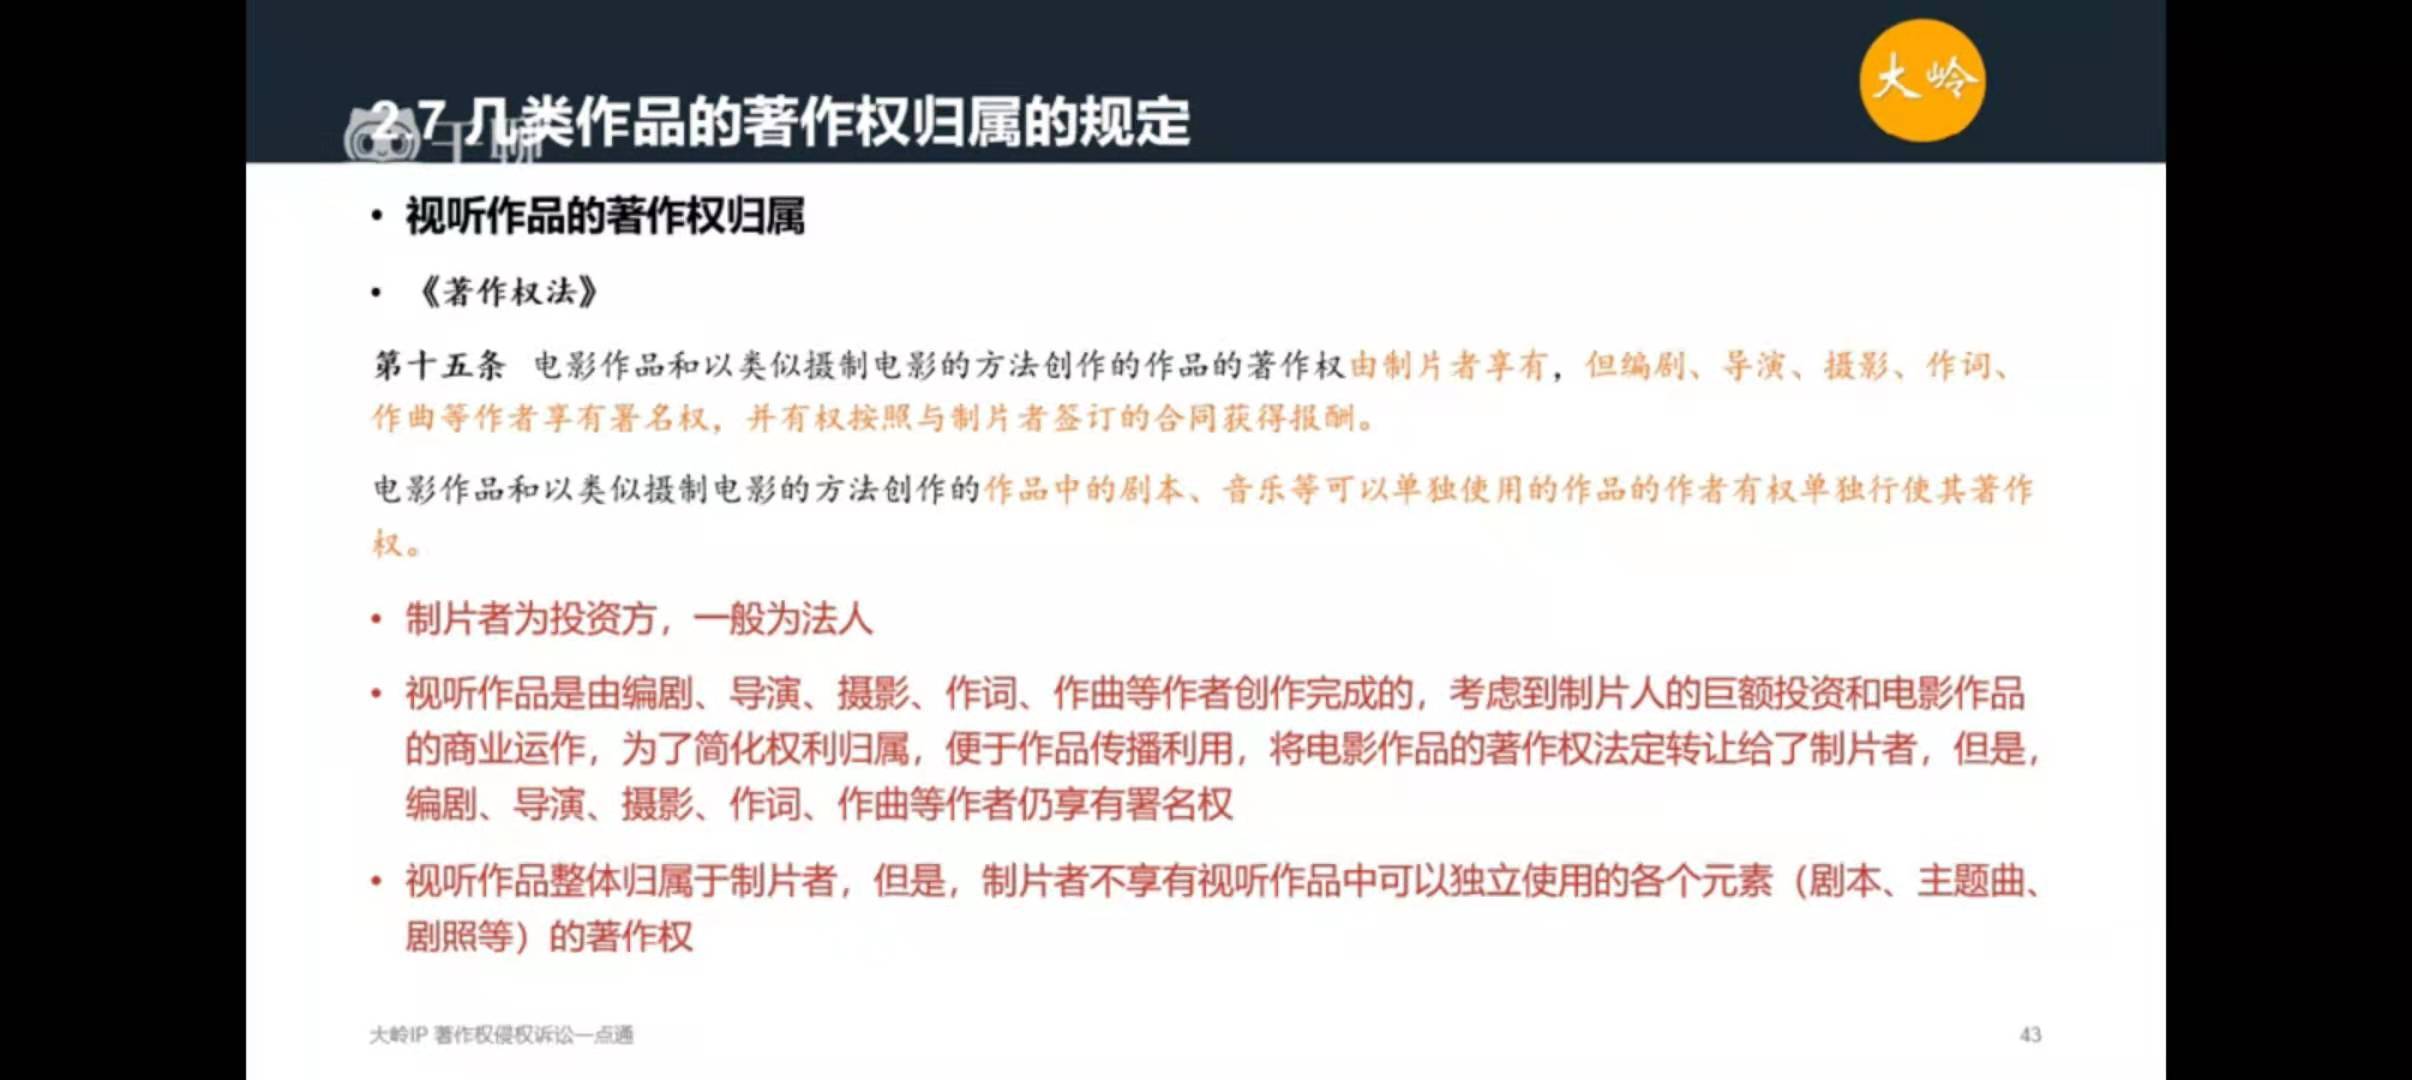 大岭
2.7 几类作品的著作权归属的规定
千聊
• 视听作品的著作权归属
• 《著作权法》
第十五条 电影作品和以类似摄制电影的方法创作的作品的著作权由制片者享有，但编剧、导演、摄影、作词、
作曲等作者享有署名权，并有权按照与制片者签订的合同获得报酬。
电影作品和以类似摄制电影的方法创作的作品中的剧本、音乐等可以单独使用的作品的作者有权单独行使其著作
权。
• 制片者为投资方，一般为法人
• 视听作品是由编剧、导演、摄影、作词、作曲等作者创作完成的，考虑到制片人的巨额投资和电影作品
的商业运作，为了简化权利归属，便于作品传播利用，将电影作品的著作权法定转让给了制片者，但是，
编剧、导演、摄影、作词、作曲等作者仍享有署名权
• 视听作品整体归属于制片者，但是，制片者不享有视听作品中可以独立使用的各个元素（剧本、主题曲、
剧照等）的著作权
大岭IP 著作权侵权诉讼一点通
43